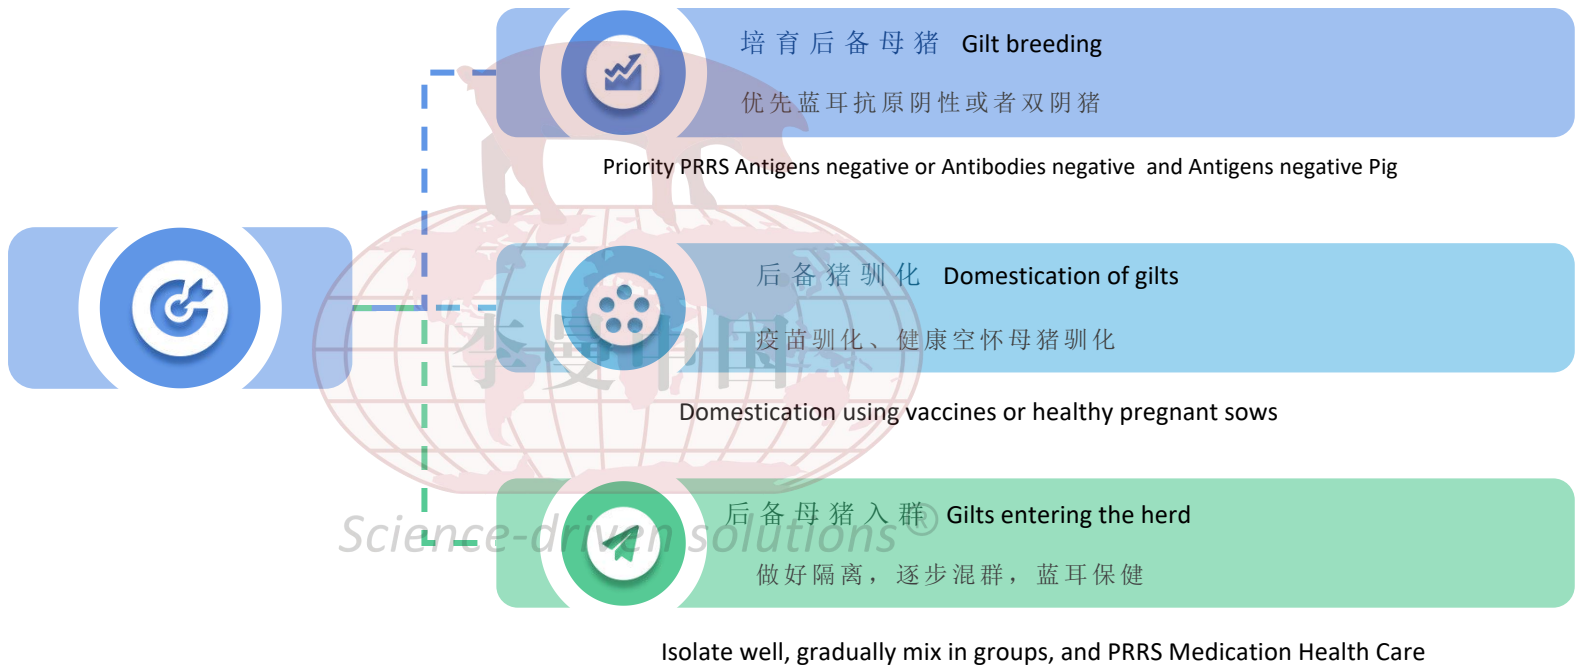 培育后备母猪 Gilt breeding
优先蓝耳抗原阴性或者双阴猪
Priority PRRS Antigens negative or Antibodies negative and Antigens negative Pig
后备猪驯化 Domestication of gilts
李曼中国
疫苗驯化、健康空怀母猪驯化
Domestication using vaccines or healthy pregnant sows
后备母猪入群 Gilts entering the herd
Science-driven solutions®
做好隔离，逐步混群，蓝耳保健
Isolate well, gradually mix in groups, and PRRS Medication Health Care